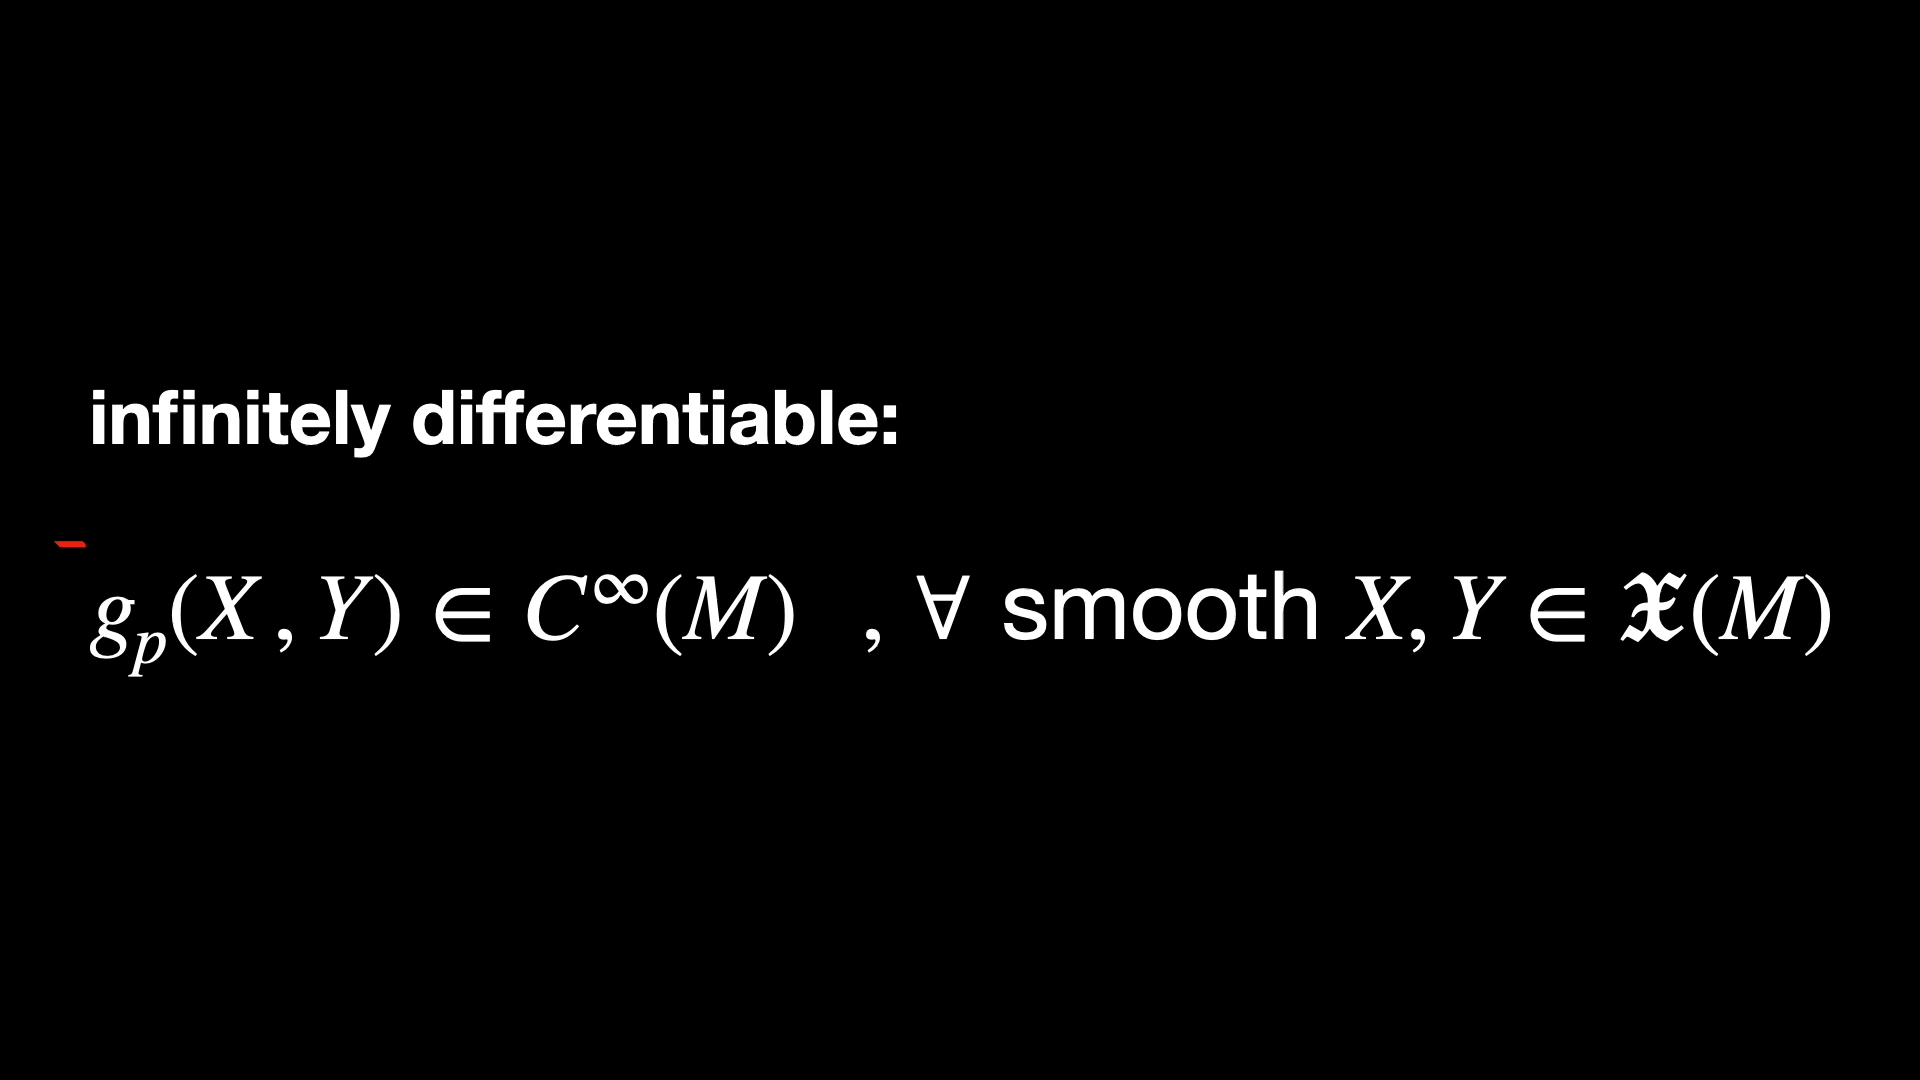 infinitely differentiable:
g_p(X, Y) ∈ C^∞(M) , ∀ smooth X, Y ∈ 𝖃(M)